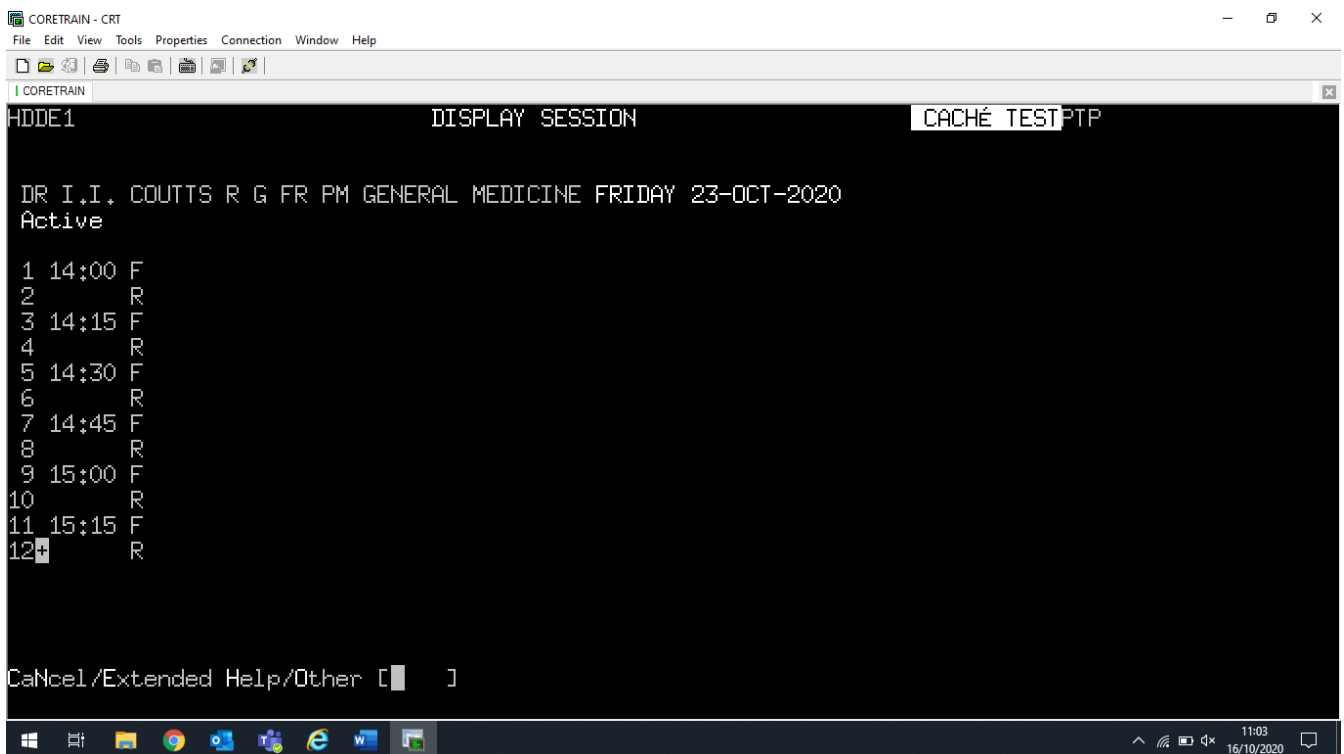 CORETRAIN - CRT
File Edit View Tools Properties Connection Window Help
CORETRAIN
HDDE1 DISPLAY SESSION CACHÉ TESTPTP
DR I.I. COUTTS R G FR PM GENERAL MEDICINE FRIDAY 23-OCT-2020
Active
1 14:00 F
2 R
3 14:15 F
4 R
5 14:30 F
6 R
7 14:45 F
8 R
9 15:00 F
10 R
11 15:15 F
12+ R
CaNcel/Extended Help/Other [ ]
11:03
16/10/2020